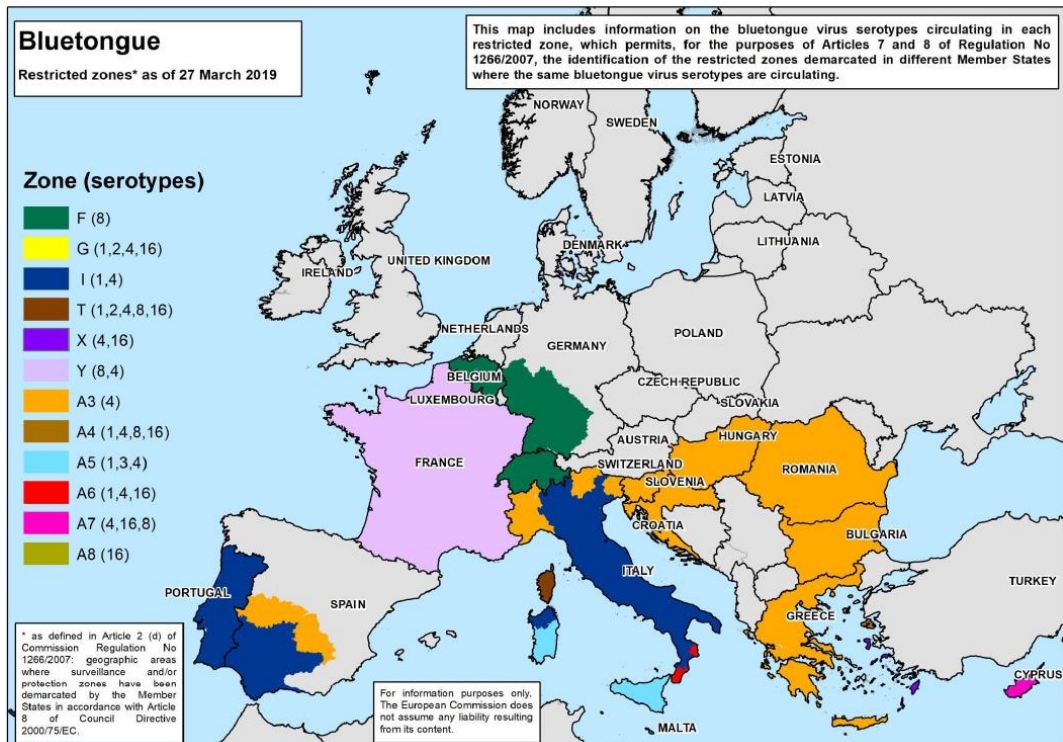 Bluetongue
Restricted zones* as of 27 March 2019
This map includes information on the bluetongue virus serotypes circulating in each
restricted zone, which permits, for the purposes of Articles 7 and 8 of Regulation No
1266/2007, the identification of the restricted zones demarcated in different Member States
where the same bluetongue virus serotypes are circulating.
Zone (serotypes)
F (8)
G (1,2,4,16)
I (1,4)
T (1,2,4,8,16)
X (4,16)
Y (8,4)
A3 (4)
A4 (1,4,8,16)
A5 (1,3,4)
A6 (1,4,16)
A7 (4,16,8)
A8 (16)
NORWAY
SWEDEN
ESTONIA
LATVIA
LITHUANIA
DENMARK
UNITED KINGDOM
IRELAND
NETHERLANDS
POLAND
GERMANY
BELGIUM
CZECH REPUBLIC
LUXEMBOURG
SLOVAKIA
AUSTRIA
HUNGARY
FRANCE
SWITZERLAND
ROMANIA
SLOVENIA
CROATIA
BULGARIA
ITALY
TURKEY
PORTUGAL
SPAIN
GREECE
CYPRUS
MALTA
* as defined in Article 2 (d) of
Commission Regulation No
1266/2007: geographic areas
where surveillance and/or
protection zones have been
demarcated by the Member
States in accordance with Article
8 of Council Directive
2000/75/EC.
For information purposes only.
The European Commission does
not assume any liability resulting
from its content.